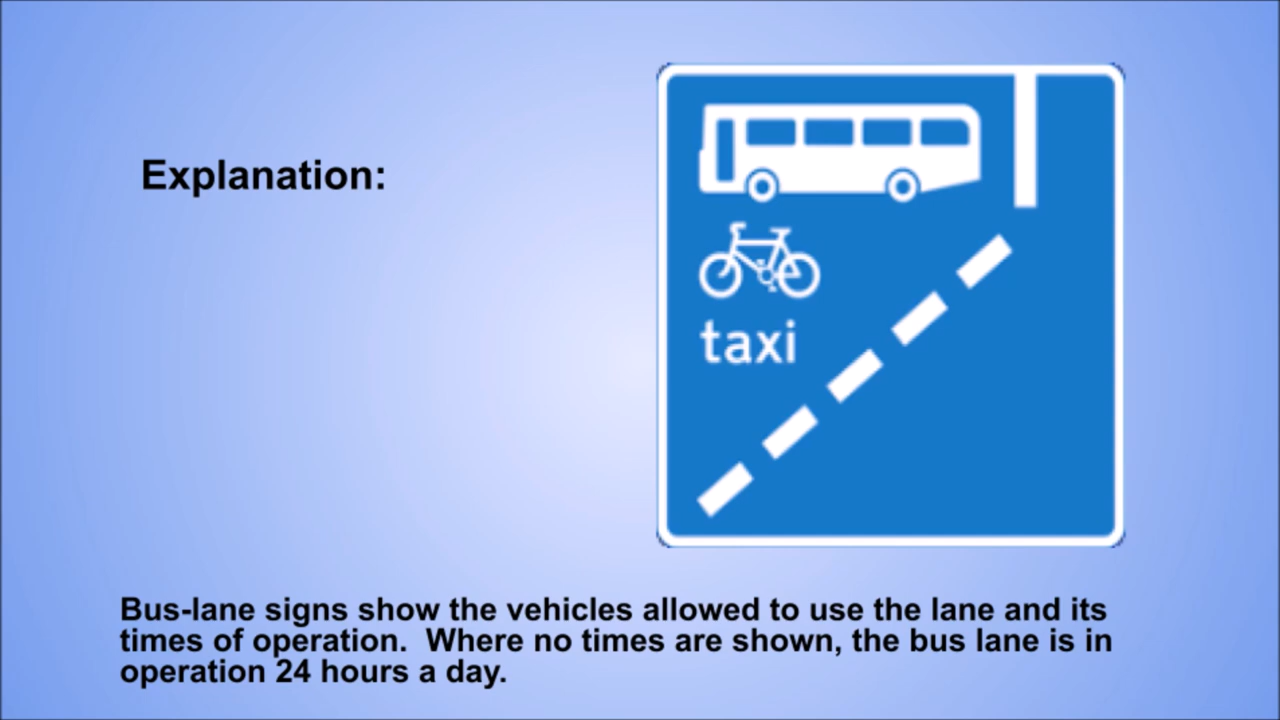 Explanation:
taxi
Bus-lane signs show the vehicles allowed to use the lane and its
times of operation.  Where no times are shown, the bus lane is in
operation 24 hours a day.